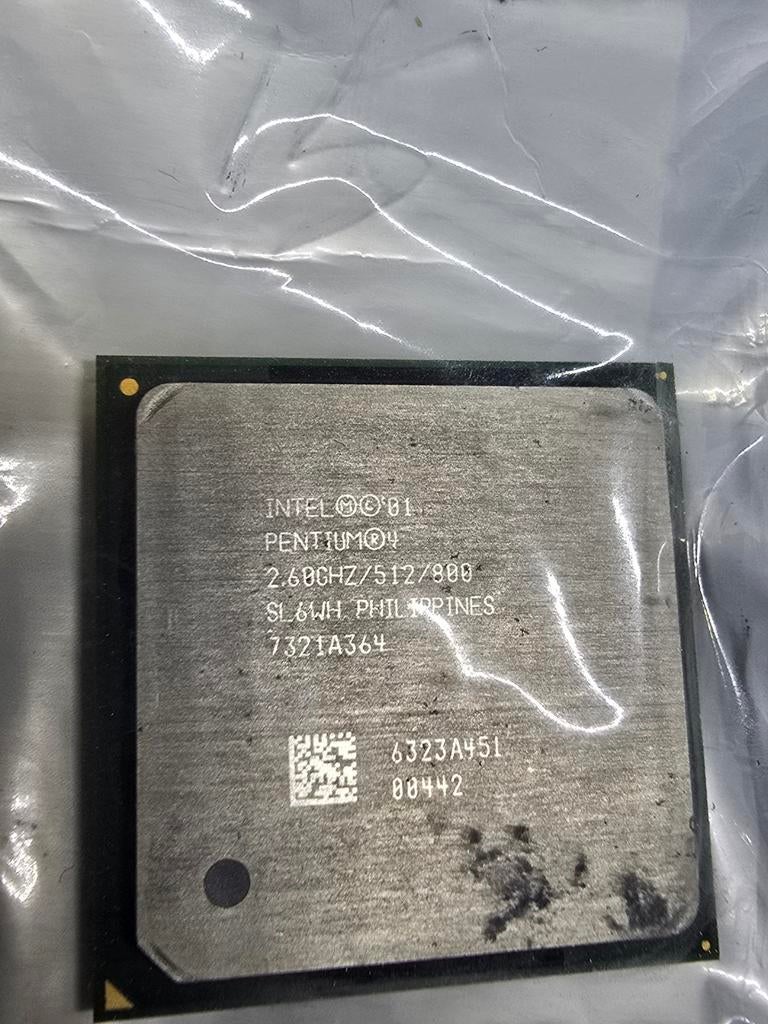 INTEL Ⓜ © '01
PENTIUM® 4
2.60GHZ/512/800
SL6WH PHILIPPINES
7321A364
6323A451
00442